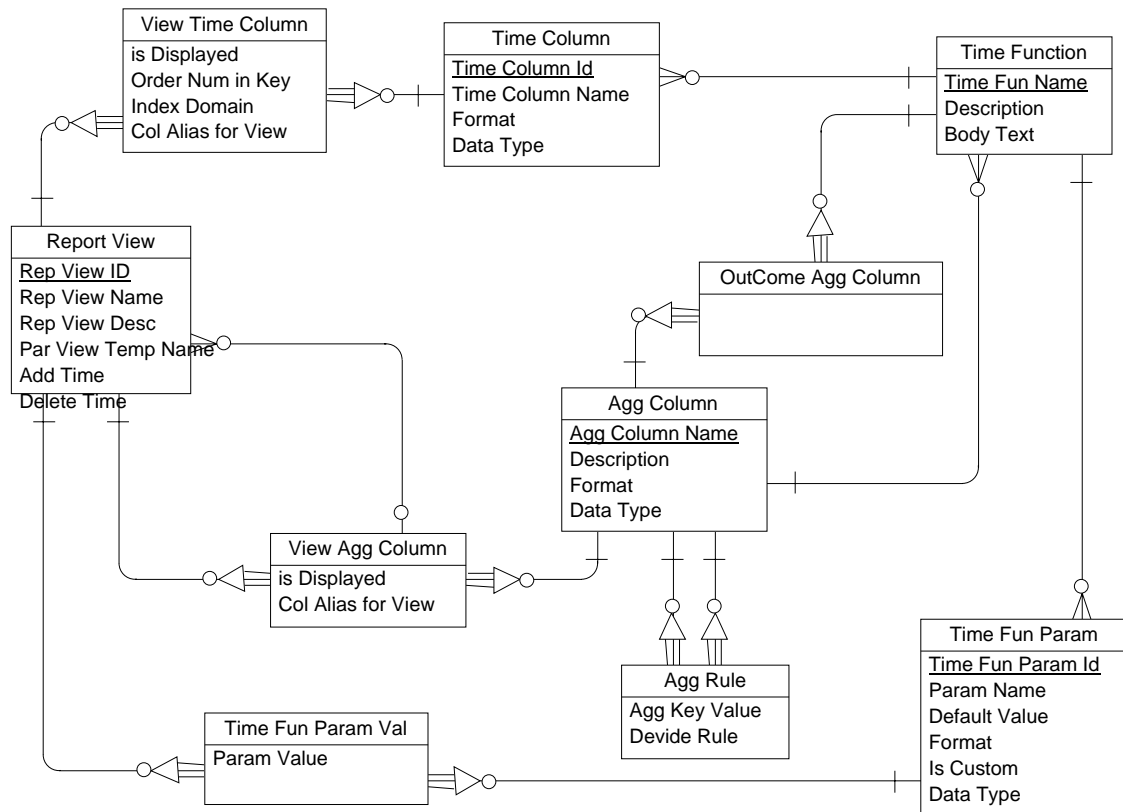 View Time Column
is Displayed
Order Num in Key
Index Domain
Col Alias for View
Time Column
Time Column Id
Time Column Name
Format
Data Type
Time Function
Time Fun Name
Description
Body Text
Report View
Rep View ID
Rep View Name
Rep View Desc
Par View Temp Name
Add Time
Delete Time
OutCome Agg Column
Agg Column
Agg Column Name
Description
Format
Data Type
View Agg Column
is Displayed
Col Alias for View
Agg Rule
Agg Key Value
Devide Rule
Time Fun Param
Time Fun Param Id
Param Name
Default Value
Format
Is Custom
Data Type
Time Fun Param Val
Param Value